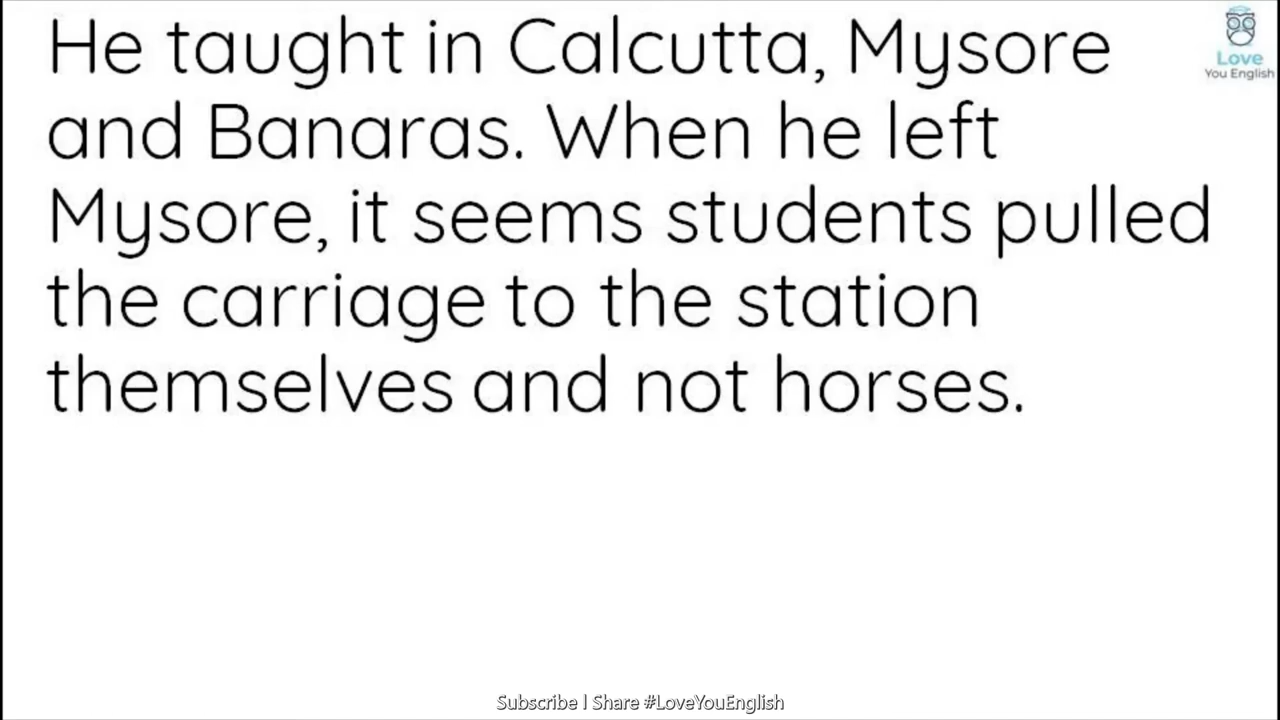 He taught in Calcutta, Mysore
and Banaras. When he left
Mysore, it seems students pulled
the carriage to the station
themselves and not horses.
Love
You English
Subscribe | Share #LoveYouEnglish